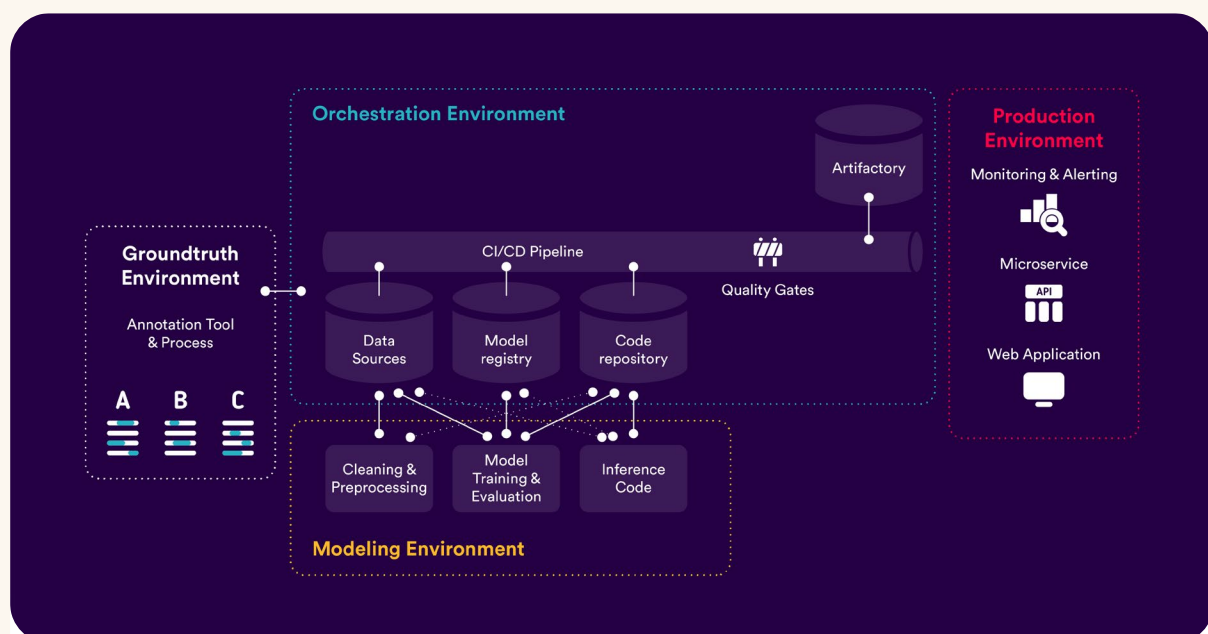 Orchestration Environment
Artifactory
CI/CD Pipeline
Quality Gates
Data
Sources
Model
registry
Code
repository
Groundtruth
Environment
Annotation Tool
& Process
A B C
Cleaning &
Preprocessing
Model
Training &
Evaluation
Inference
Code
Modeling Environment
Production
Environment
Monitoring & Alerting
Microservice
API
Web Application